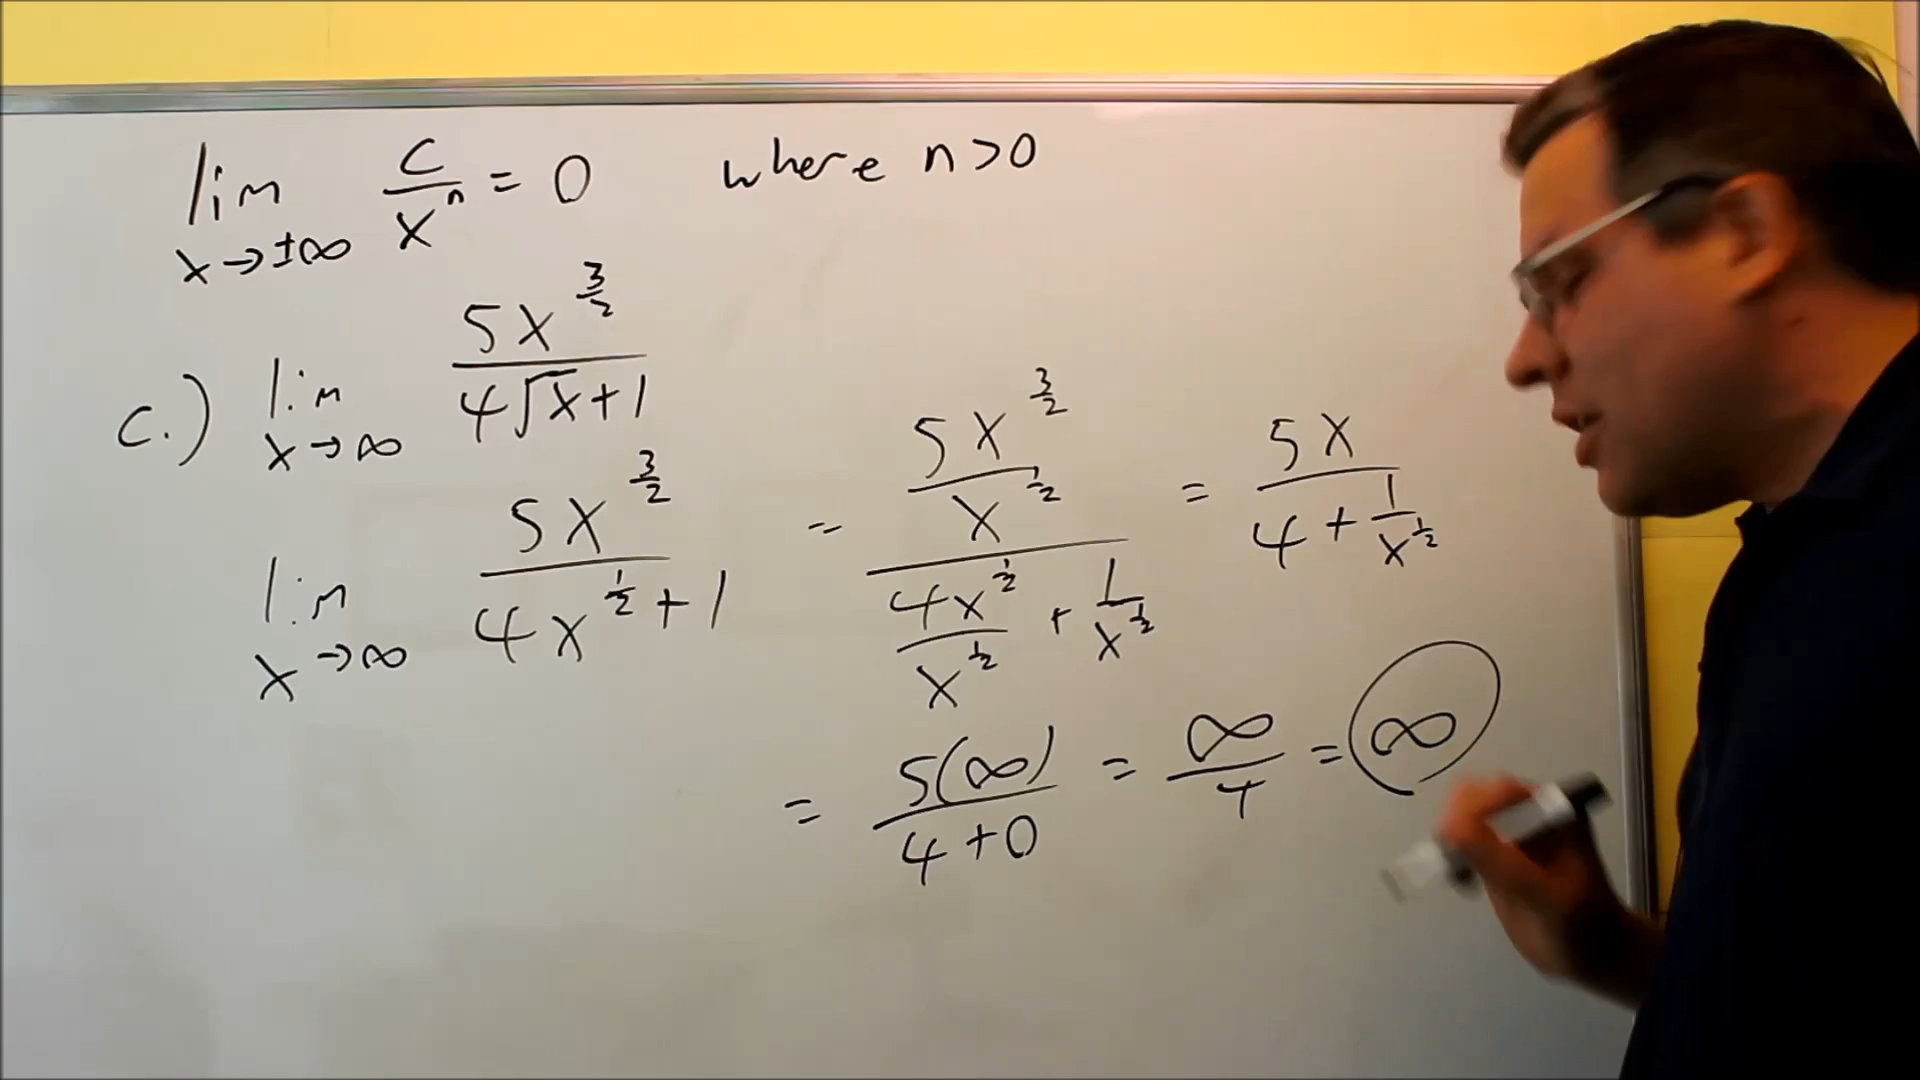 lim x→±∞ c/x^n = 0 where n>0
c.) lim x→∞ 5x^(3/2) / (4√x+1)
lim x→∞ 5x^(3/2) / (4x^(1/2) + 1) = (5x^(3/2) / x^(1/2)) / (4x^(1/2) / x^(1/2) + 1/x^(1/2)) = 5x / (4 + 1/x^(1/2))
= 5(∞) / (4+0) = ∞/4 = ∞